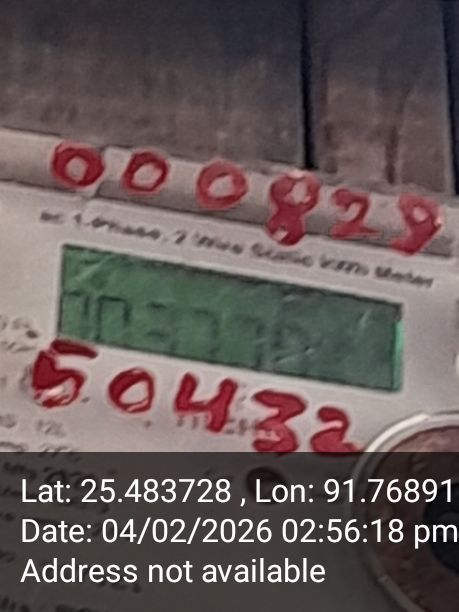 000829
AC 1-Phase, 2 Wire Static kWh Meter
50432
Lat: 25.483728 , Lon: 91.76891
Date: 04/02/2026 02:56:18 pm
Address not available